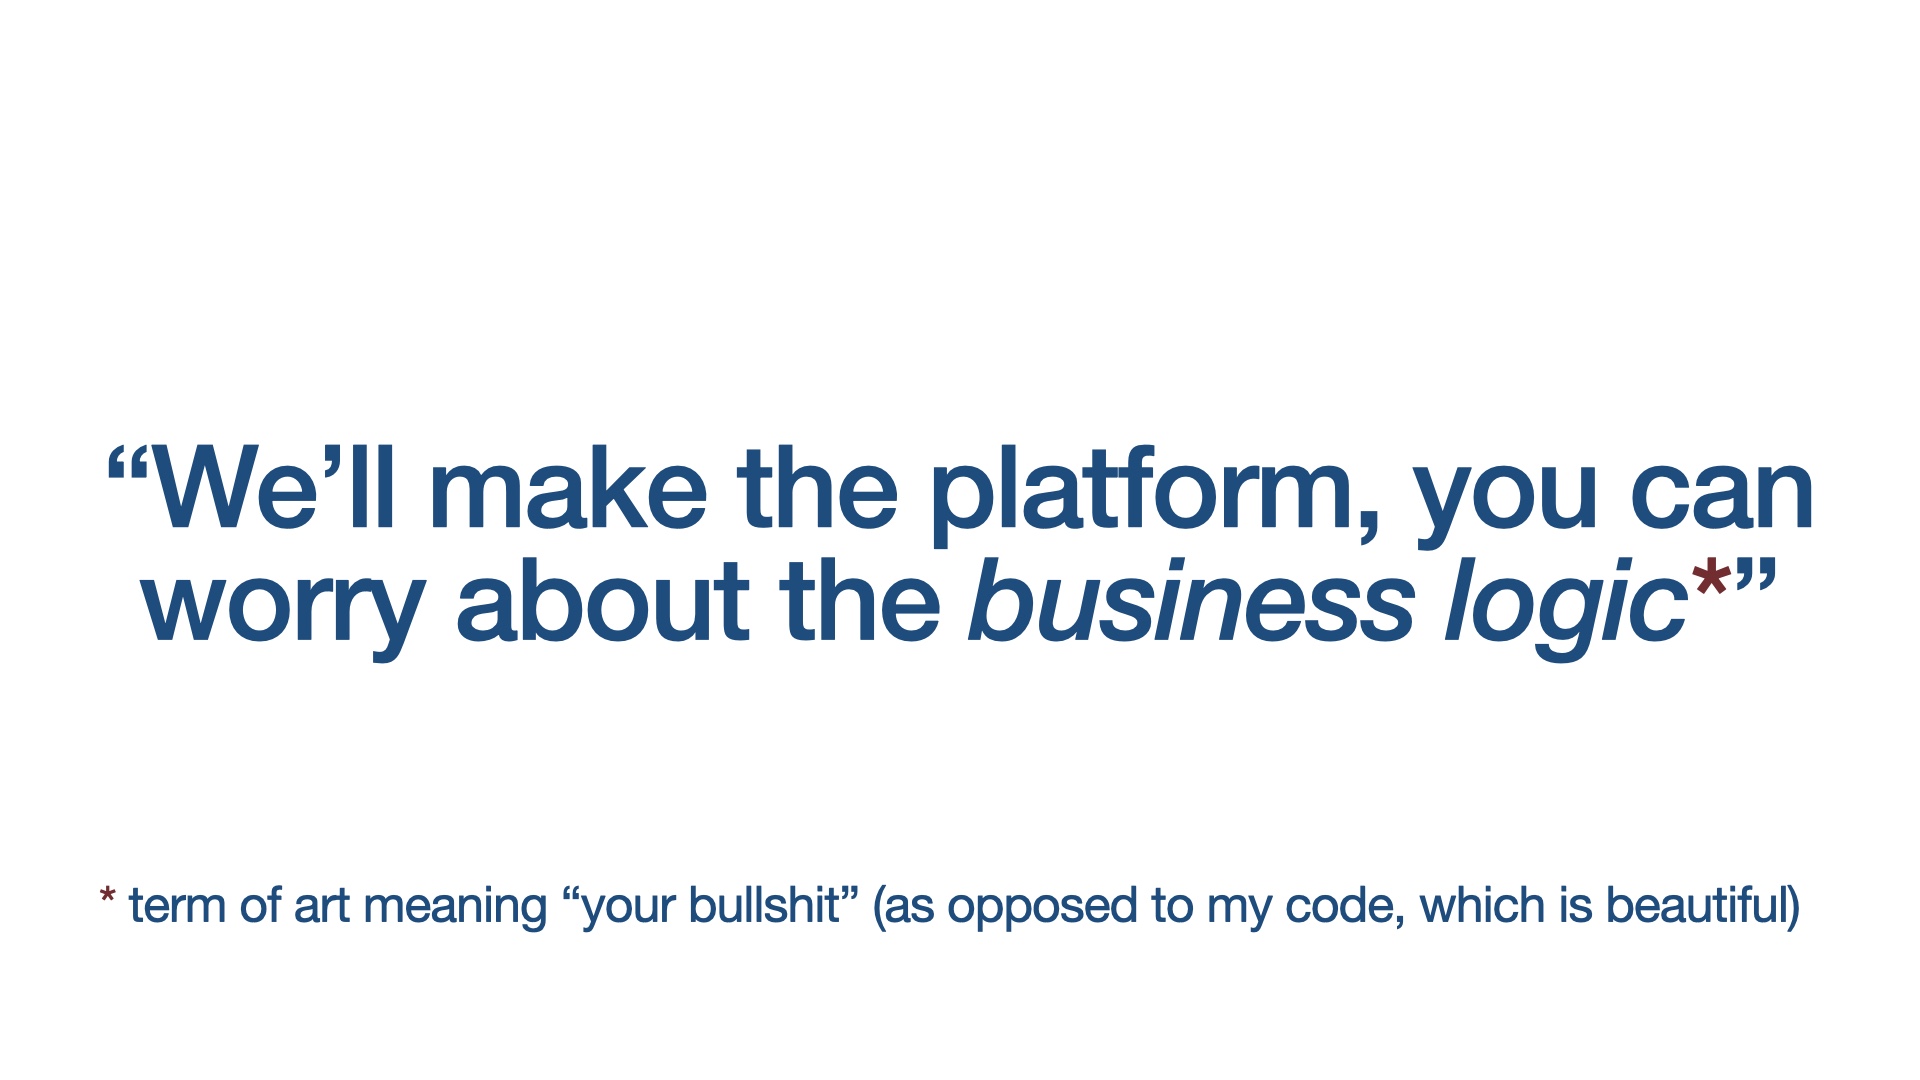 “We’ll make the platform, you can
worry about the business logic*”
* term of art meaning “your bullshit” (as opposed to my code, which is beautiful)